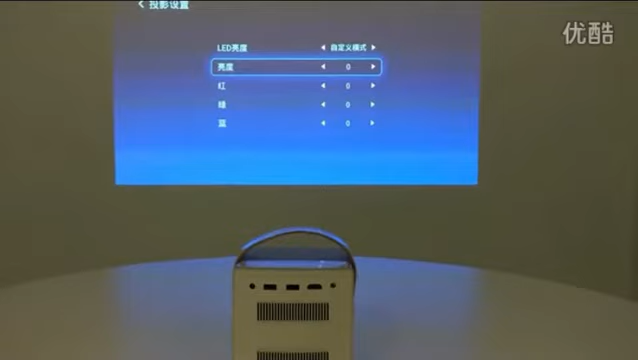 < 投影设置
优酷
LED亮度 ◀ 自定义模式 ▶
亮度 ◀ 0 ▶
红 ◀ 0 ▶
绿 ◀ 0 ▶
蓝 ◀ 0 ▶